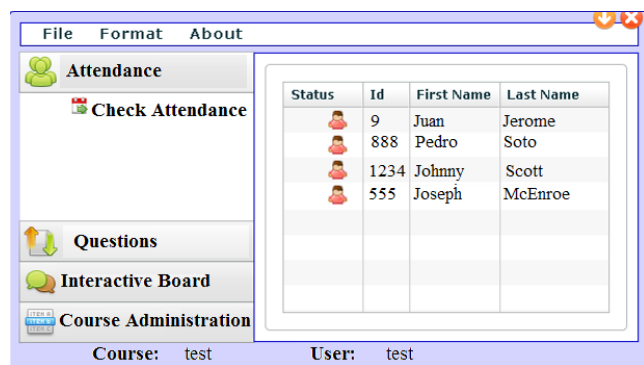 File Format About
Attendance
Check Attendance
Questions
Interactive Board
Course Administration
Status Id First Name Last Name
9 Juan Jerome
888 Pedro Soto
1234 Johnny Scott
555 Joseph McEnroe
Course: test User: test